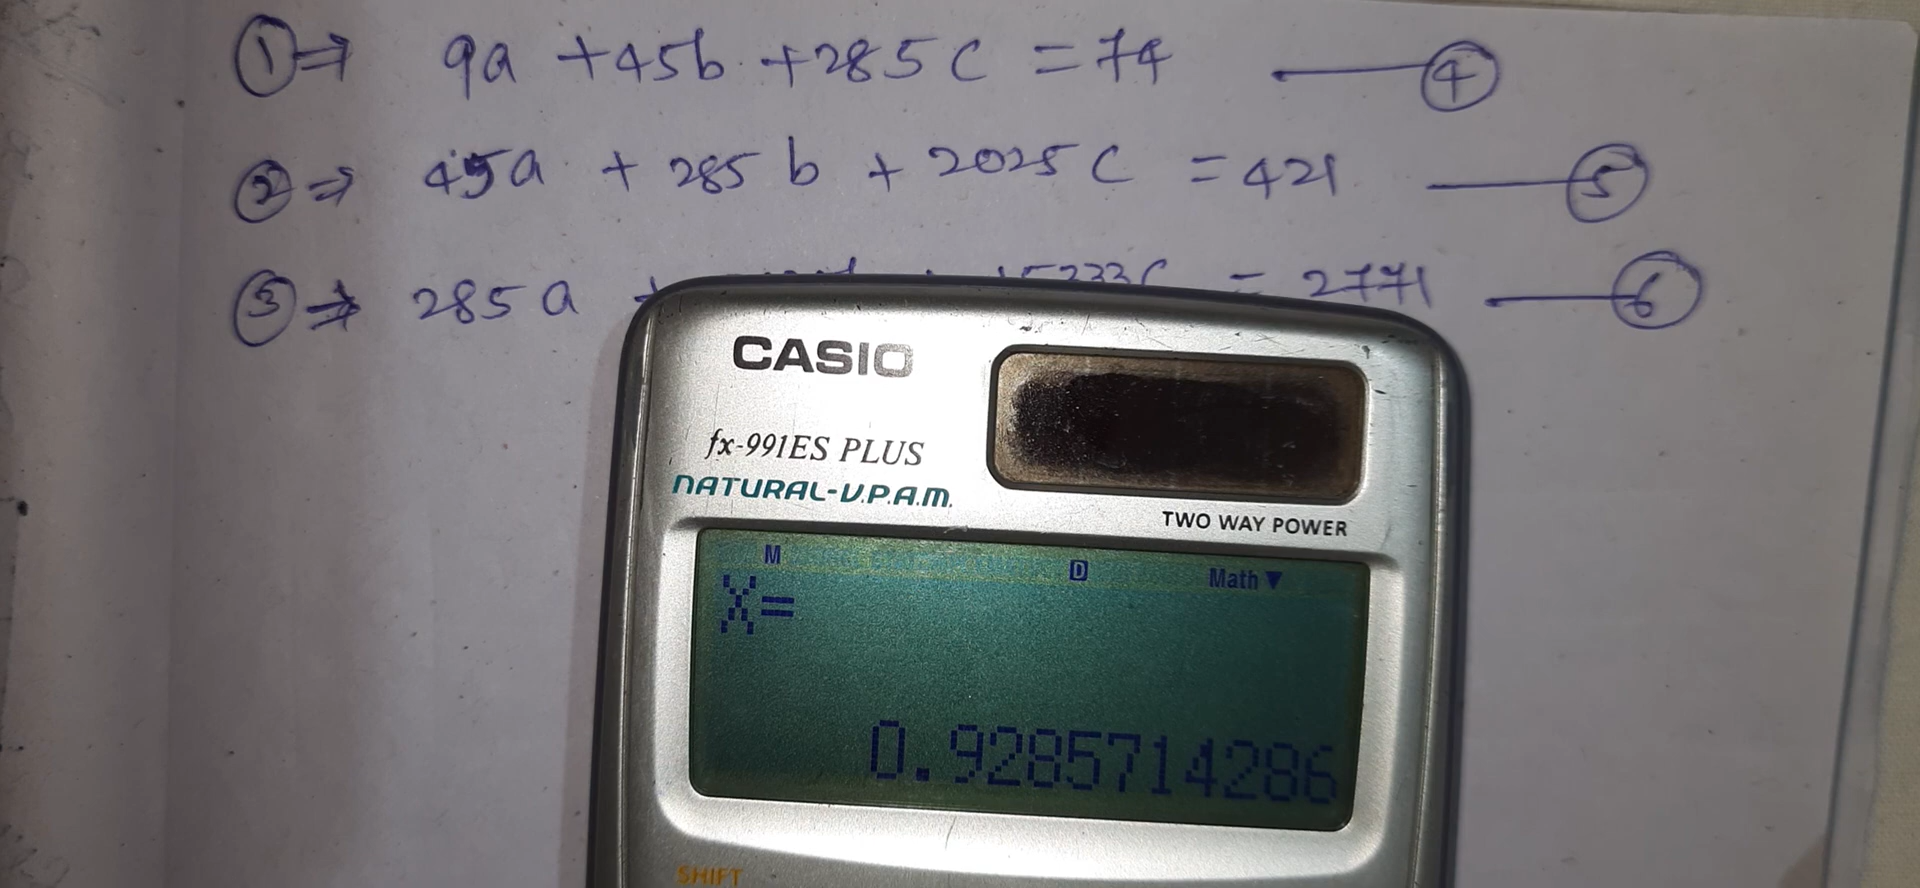 ① ⇒ 9a + 45b + 285c = 74 ④
② ⇒ 45a + 285b + 2025c = 421 ⑤
③ ⇒ 285a + 15333c = 2771 ⑥
CASIO
fx-991ES PLUS
NATURAL-V.P.A.M.
TWO WAY POWER
M D Math ▼
X=
0.9285714286
SHIFT